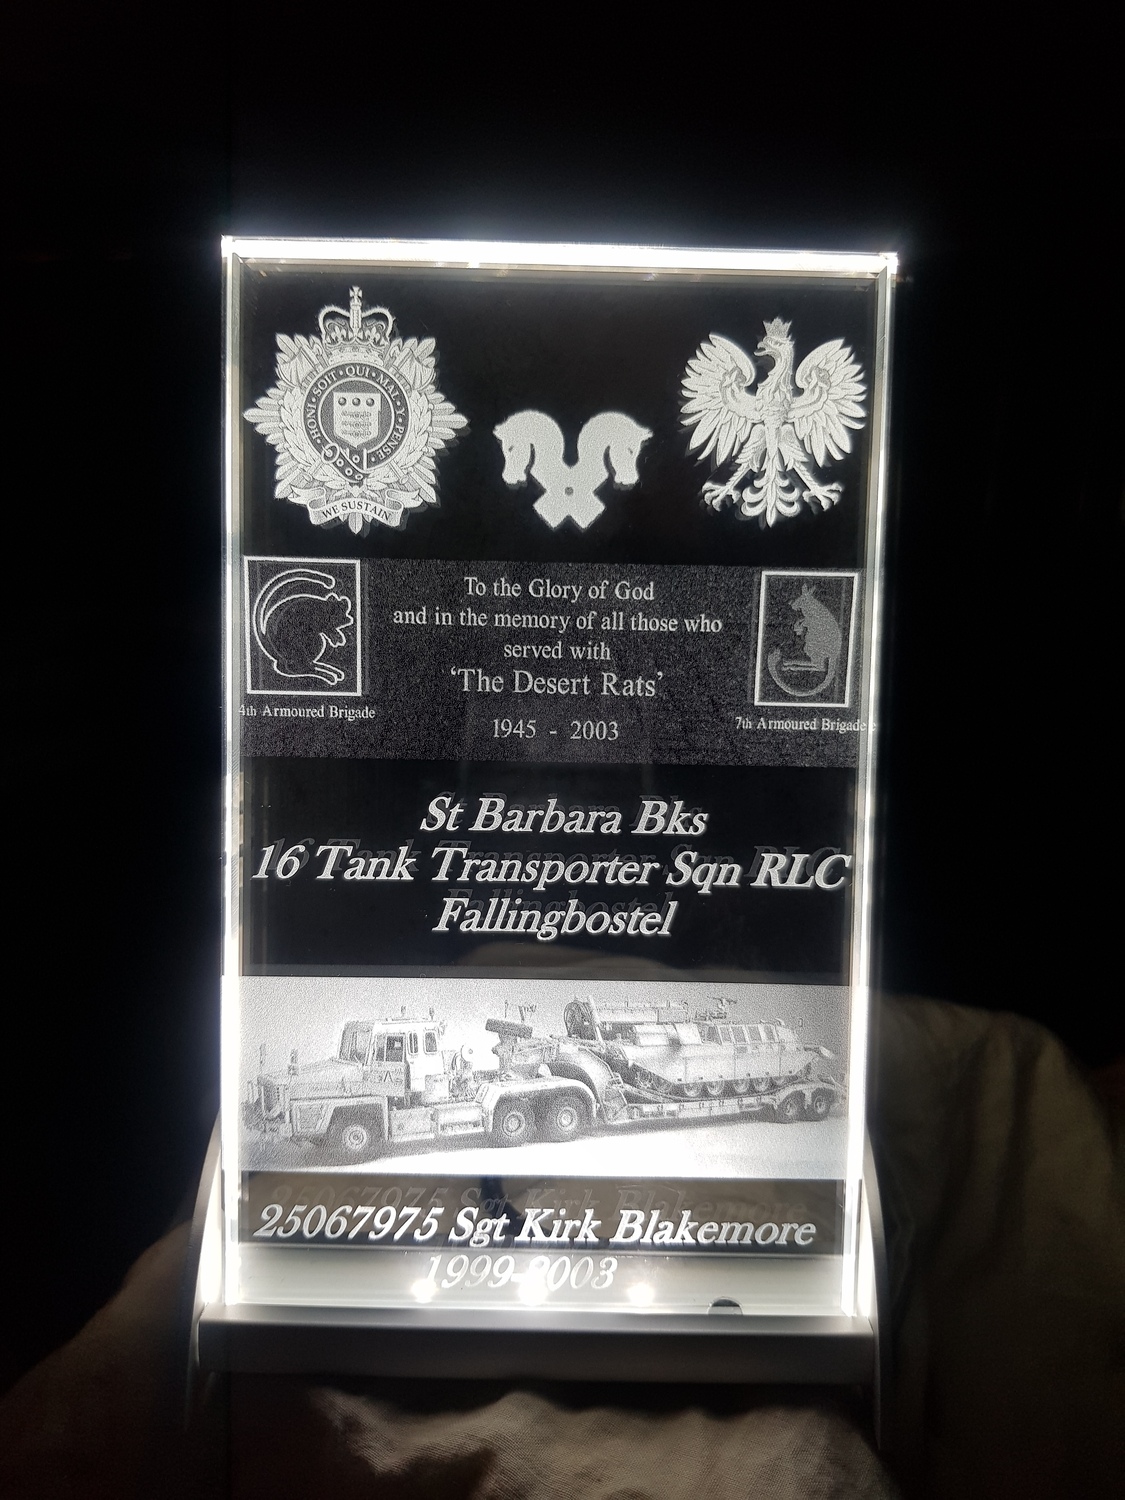 HONI · SOIT · QUI · MAL · Y · PENSE
WE SUSTAIN
To the Glory of God
and in the memory of all those who
served with
‘The Desert Rats’
1945 - 2003
4th Armoured Brigade
7th Armoured Brigade
St Barbara Bks
16 Tank Transporter Sqn RLC
Fallingbostel
25067975 Sgt Kirk Blakemore
1999-2003